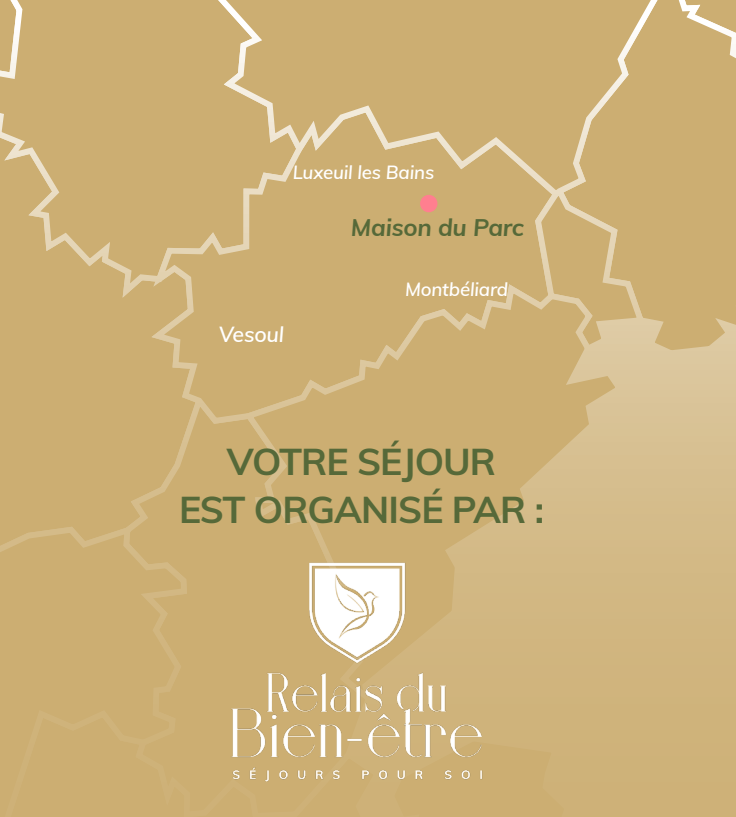 Luxeuil les Bains
Maison du Parc
Montbéliard
Vesoul
VOTRE SÉJOUR
EST ORGANISÉ PAR :
Relais du
Bien-être
SÉJOURS POUR SOI